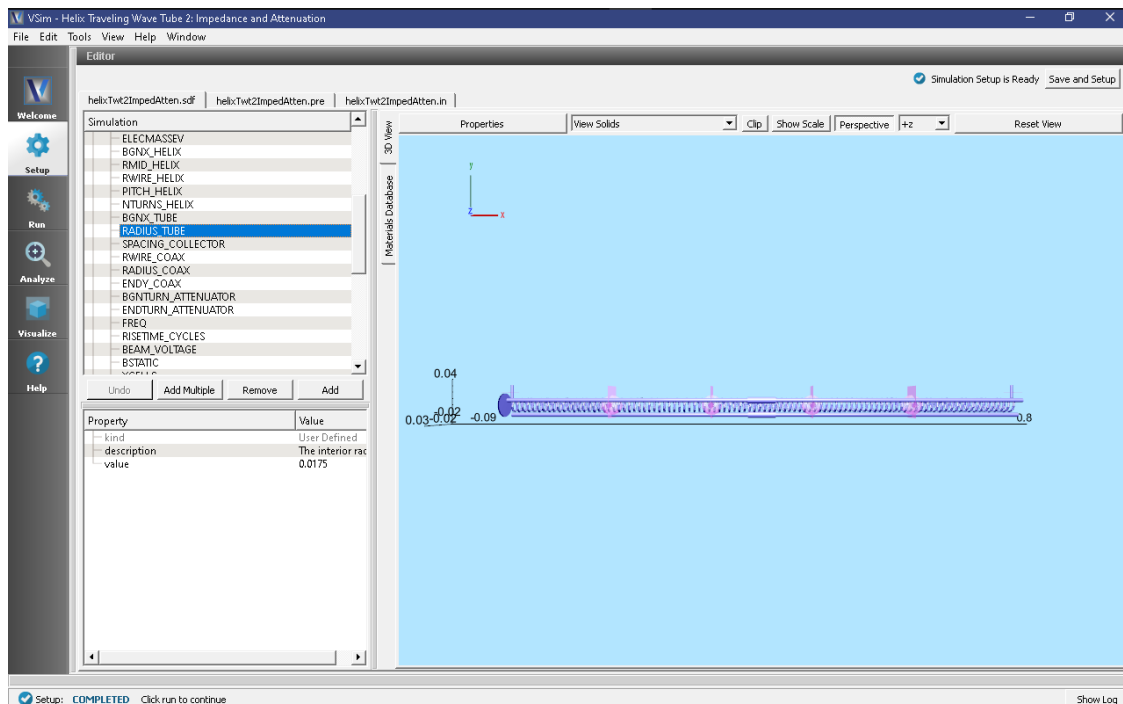 VSim - Helix Traveling Wave Tube 2: Impedance and Attenuation
File Edit Tools View Help Window
Editor
Simulation Setup is Ready Save and Setup
Welcome
Setup
Run
Analyze
Visualize
Help
helixTwt2ImpedAtten.sdf helixTwt2ImpedAtten.pre helixTwt2ImpedAtten.in
Simulation
ELECMASSEV
BGNX_HELIX
RMID_HELIX
RWIRE_HELIX
PITCH_HELIX
NTURNS_HELIX
BGNX_TUBE
RADIUS_TUBE
SPACING_COLLECTOR
RWIRE_COAX
RADIUS_COAX
ENDY_COAX
BGNTURN_ATTENUATOR
ENDTURN_ATTENUATOR
FREQ
RISETIME_CYCLES
BEAM_VOLTAGE
BSTATIC
Undo Add Multiple Remove Add
Property Value
kind User Defined
description The interior rac
value 0.0175
3D View
Materials Database
Properties View Solids Clip Show Scale Perspective +z Reset View
y
z x
0.04
-0.02
0.03 -0.02 -0.09 0.8
Setup: COMPLETED Click run to continue Show Log